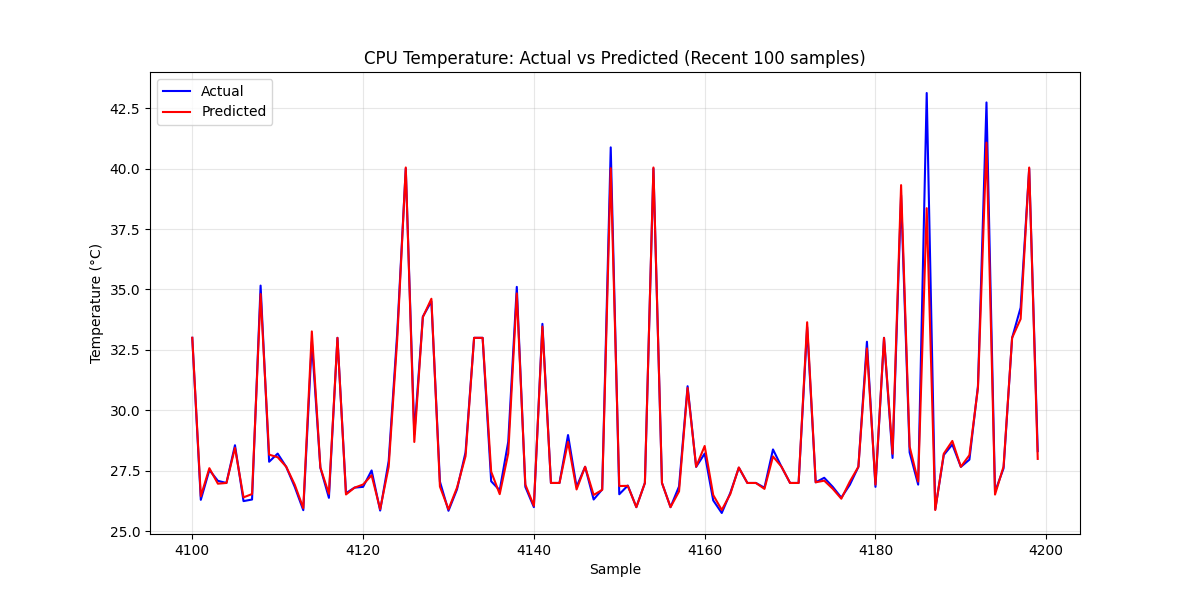 CPU Temperature: Actual vs Predicted (Recent 100 samples)
Actual
Predicted
42.5
40.0
37.5
35.0
32.5
30.0
27.5
25.0
Temperature (°C)
4100 4120 4140 4160 4180 4200
Sample